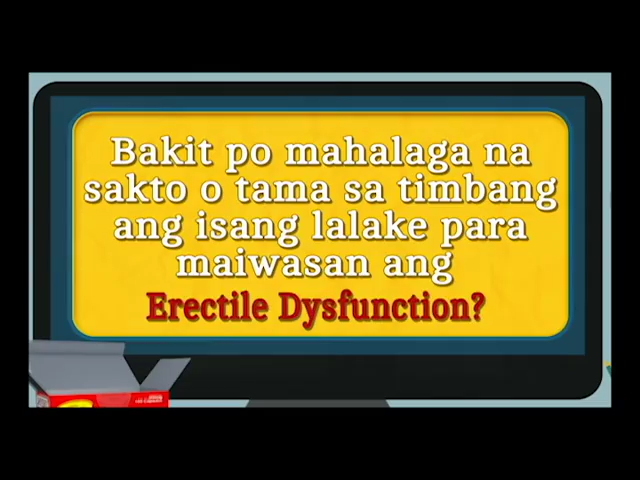 Bakit po mahalaga na
sakto o tama sa timbang
ang isang lalake para
maiwasan ang
Erectile Dysfunction?